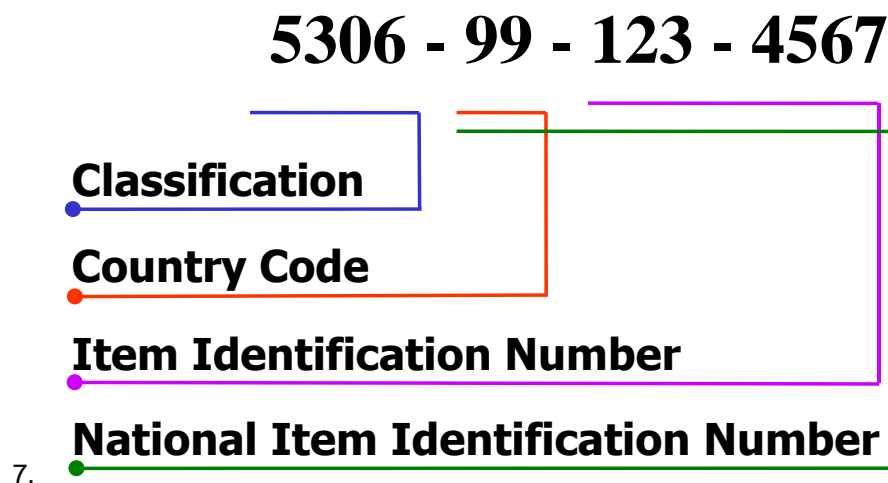 5306 - 99 - 123 - 4567
Classification
Country Code
Item Identification Number
National Item Identification Number
7.